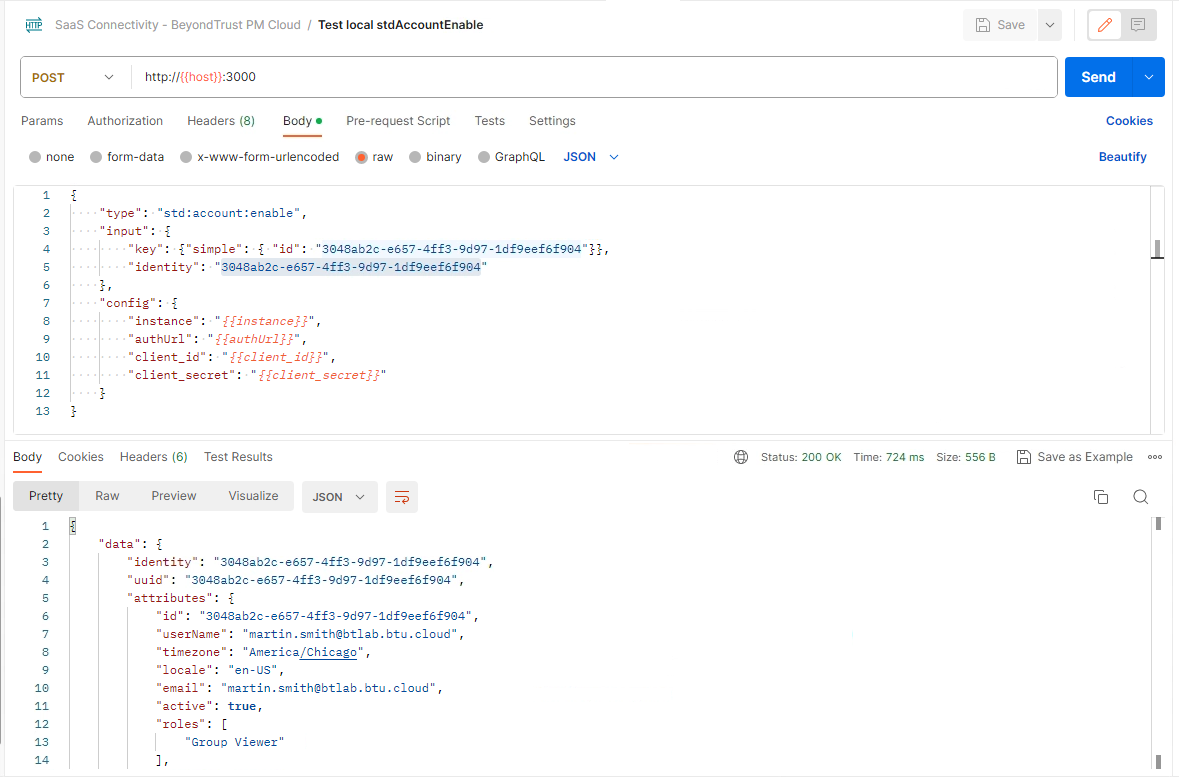 HTTP SaaS Connectivity - BeyondTrust PM Cloud / Test local stdAccountEnable Save
POST http://{{host}}:3000 Send
Params Authorization Headers (8) Body Pre-request Script Tests Settings Cookies
none form-data x-www-form-urlencoded raw binary GraphQL JSON Beautify
1 {
2 "type": "std:account:enable",
3 "input": {
4 "key": {"simple": { "id": "3048ab2c-e657-4ff3-9d97-1df9eef6f904"}},
5 "identity": "3048ab2c-e657-4ff3-9d97-1df9eef6f904"
6 },
7 "config": {
8 "instance": "{{instance}}",
9 "authUrl": "{{authUrl}}",
10 "client_id": "{{client_id}}",
11 "client_secret": "{{client_secret}}"
12 }
13 }
Body Cookies Headers (6) Test Results Status: 200 OK Time: 724 ms Size: 556 B Save as Example
Pretty Raw Preview Visualize JSON
1 {
2 "data": {
3 "identity": "3048ab2c-e657-4ff3-9d97-1df9eef6f904",
4 "uuid": "3048ab2c-e657-4ff3-9d97-1df9eef6f904",
5 "attributes": {
6 "id": "3048ab2c-e657-4ff3-9d97-1df9eef6f904",
7 "userName": "martin.smith@btlab.btu.cloud",
8 "timezone": "America/Chicago",
9 "locale": "en-US",
10 "email": "martin.smith@btlab.btu.cloud",
11 "active": true,
12 "roles": [
13 "Group Viewer"
14 ],